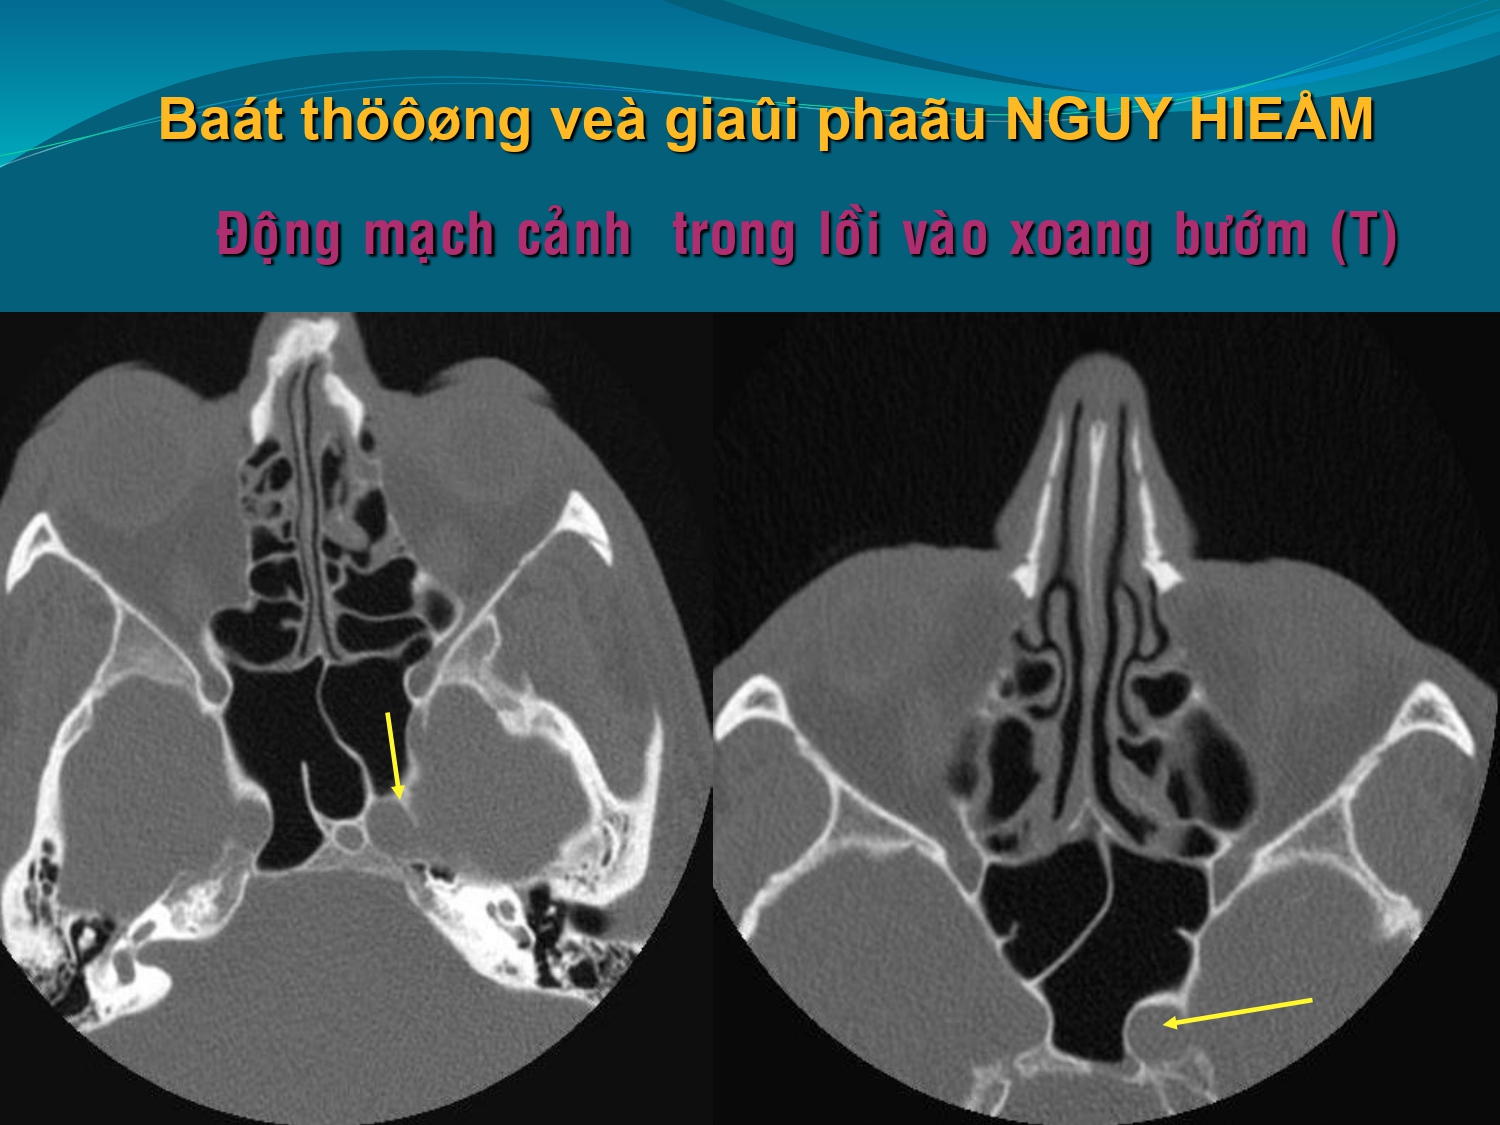 Baát thöôøng veà giaûi phaãu NGUY HIEÅM
Động mạch cảnh trong lồi vào xoang bướm (T)